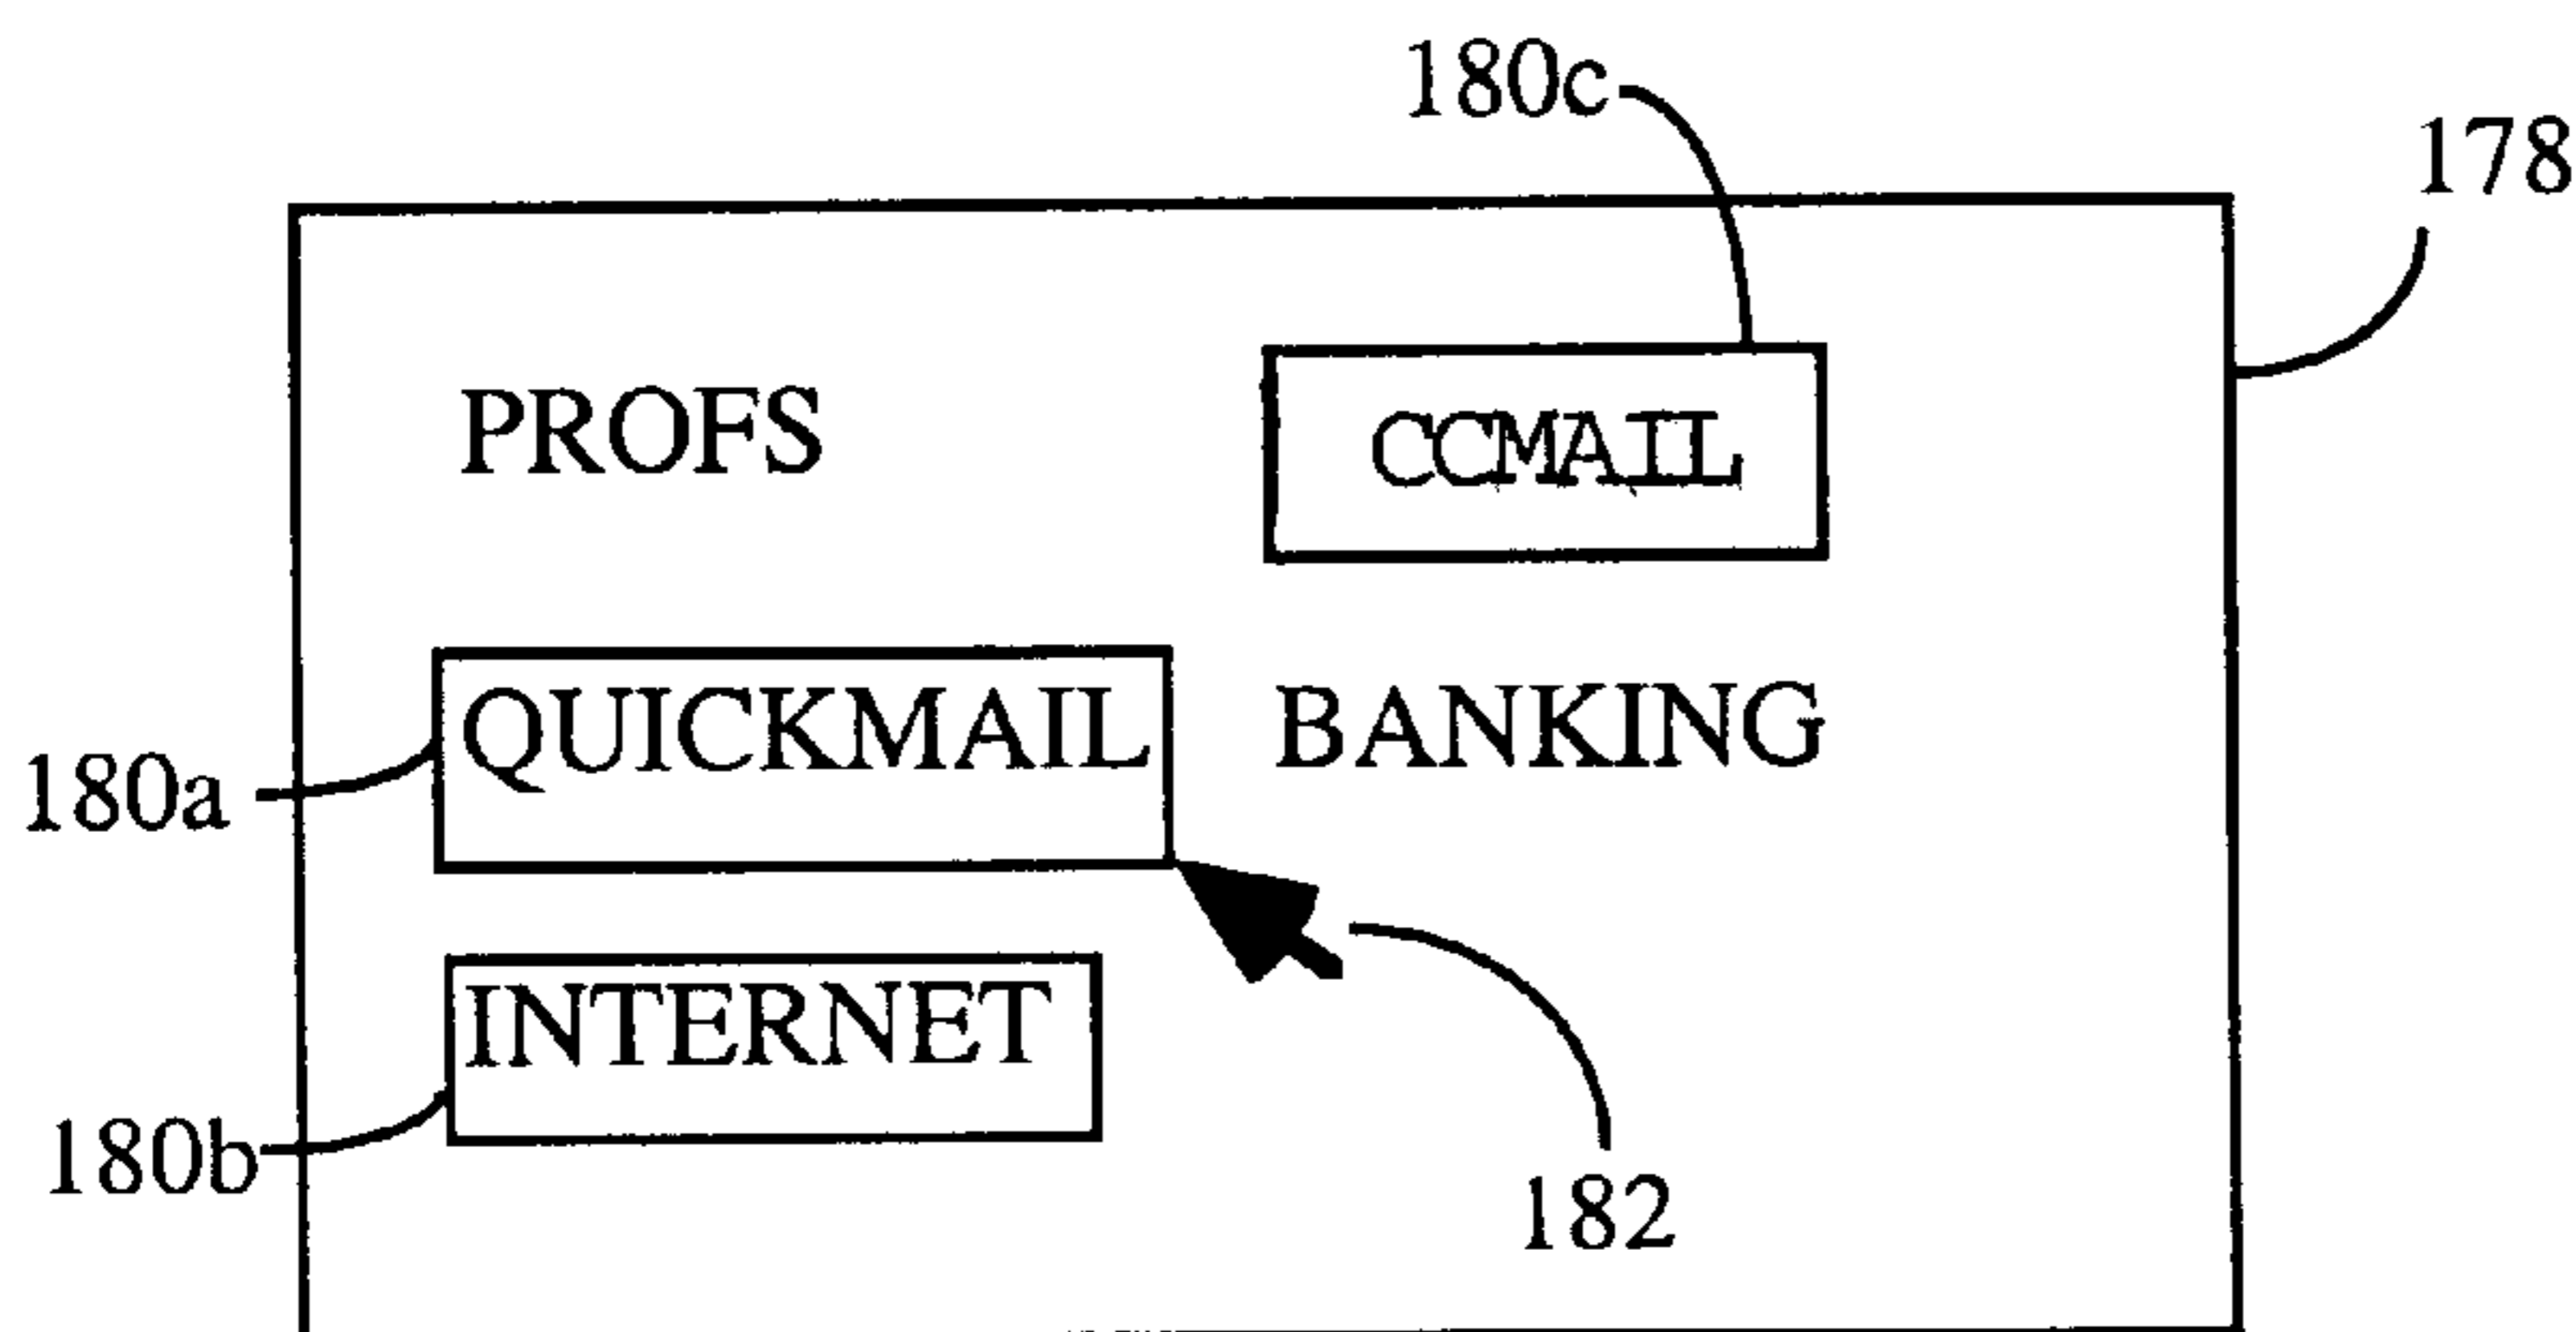 180c
178
PROFS
CCMAIL
QUICKMAIL
BANKING
180a
INTERNET
180b
182